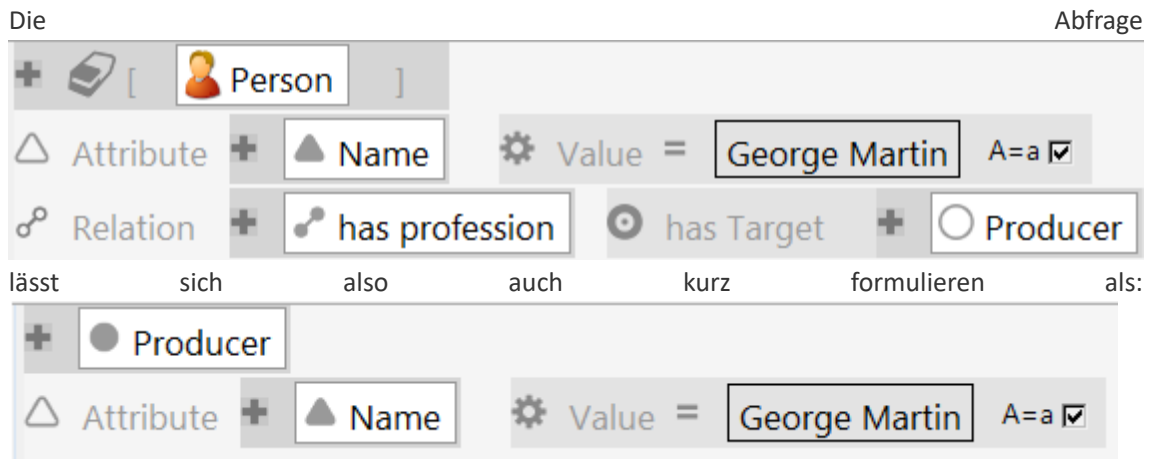 Die Abfrage
[ Person ]
Attribute Name Value = George Martin A=a
Relation has profession has Target Producer
lässt sich also auch kurz formulieren als:
Producer
Attribute Name Value = George Martin A=a